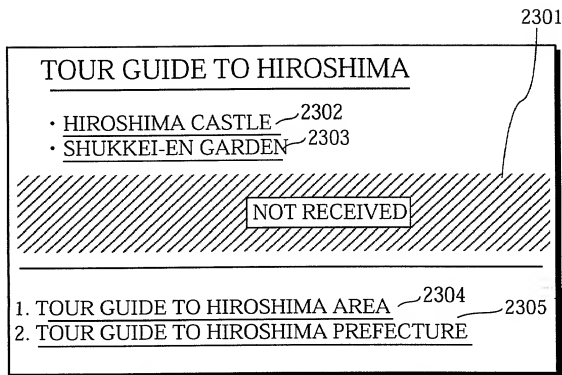 2301
TOUR GUIDE TO HIROSHIMA
· HIROSHIMA CASTLE 2302
· SHUKKEI-EN GARDEN 2303
NOT RECEIVED
1. TOUR GUIDE TO HIROSHIMA AREA 2304
2. TOUR GUIDE TO HIROSHIMA PREFECTURE 2305